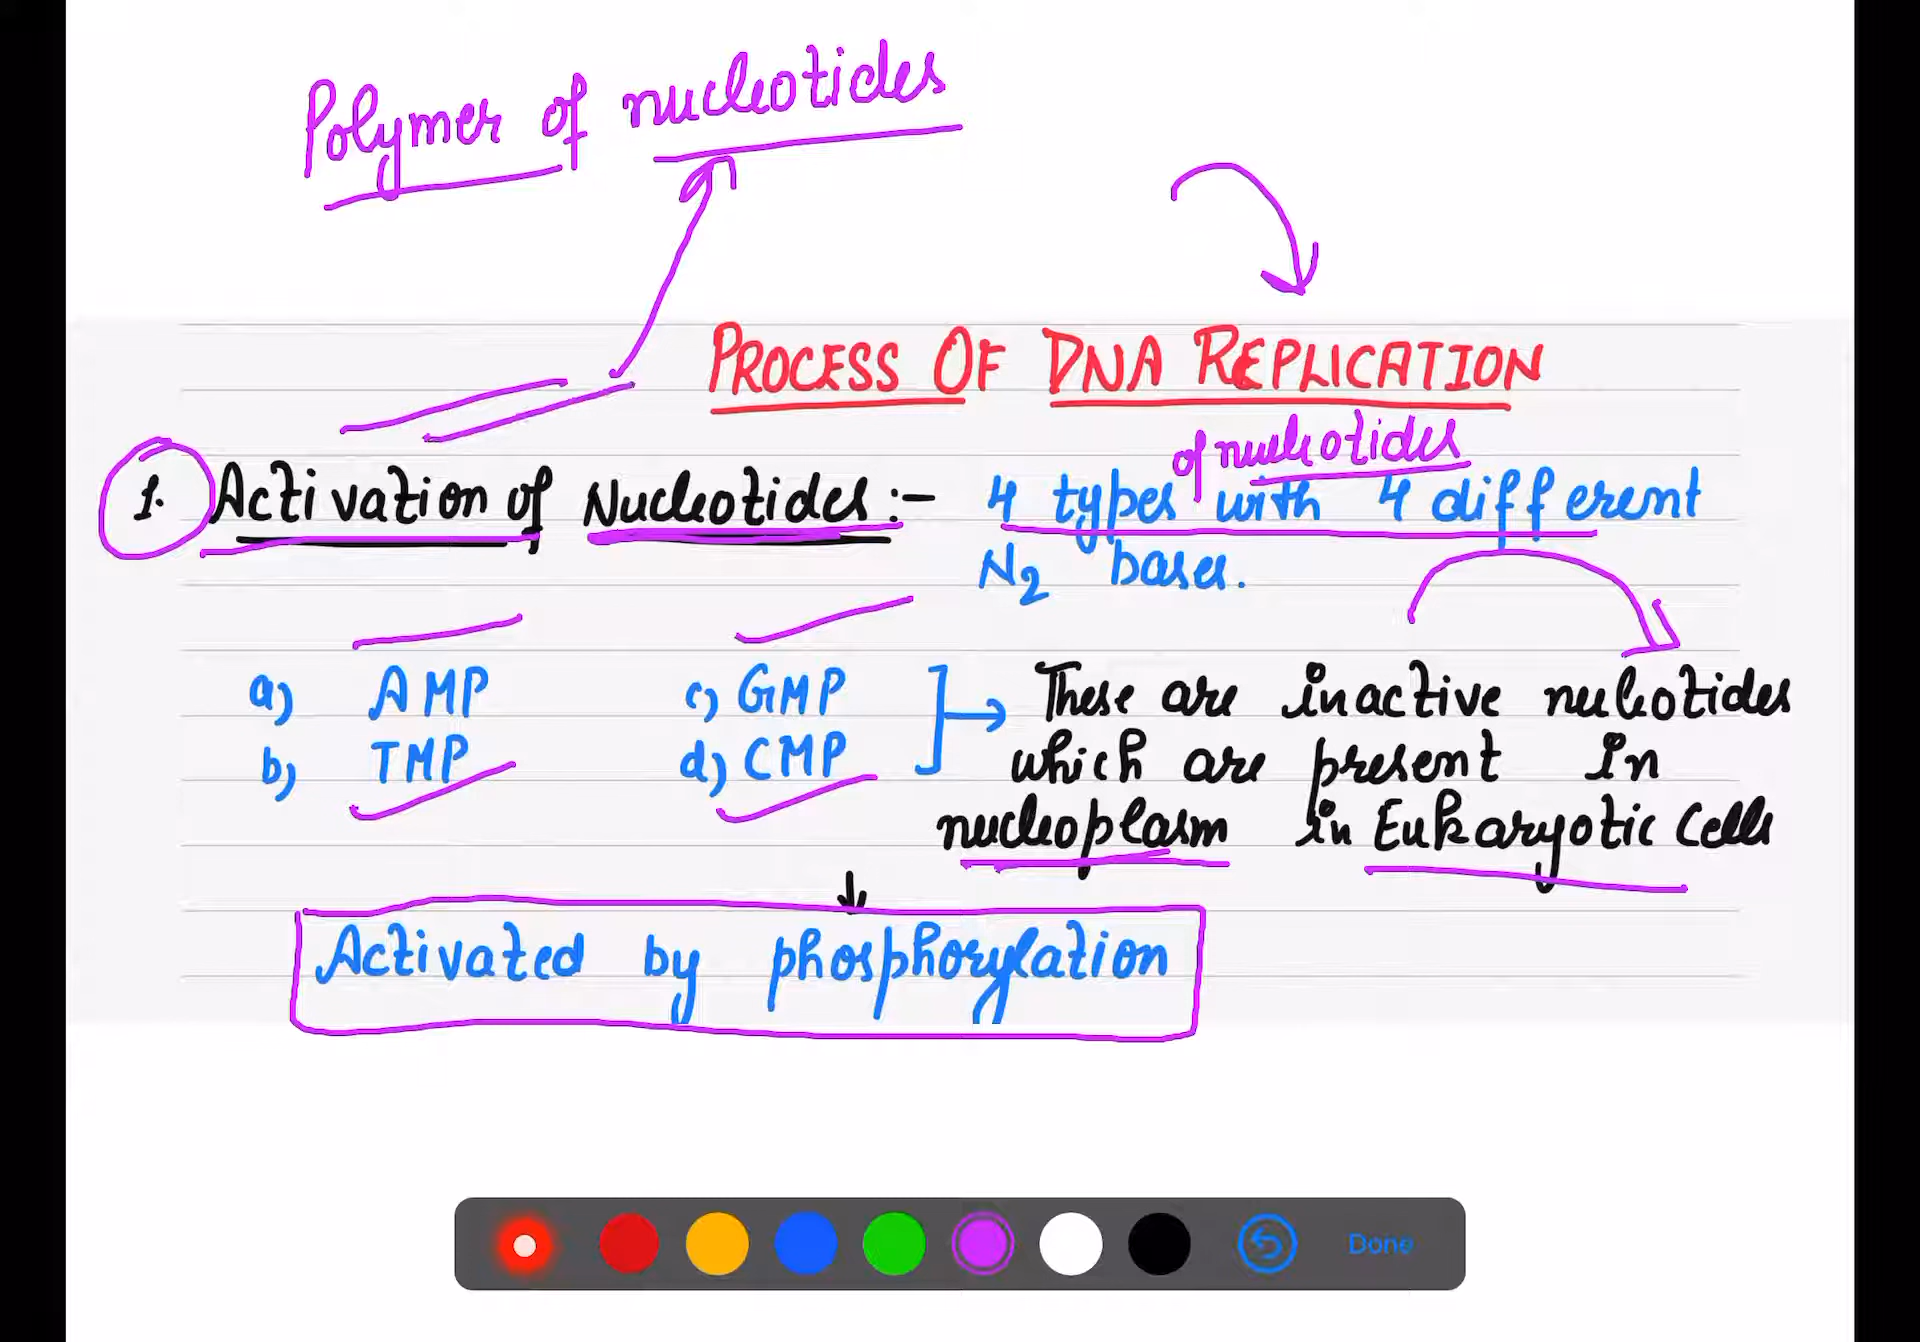 Polymer of nucleotides
PROCESS OF DNA REPLICATION
of nucleotides
1. Activation of Nucleotides :- 4 types with 4 different
N2 bases.
a) AMP c) GMP → These are inactive nucleotides
b) TMP d) CMP which are present in
nucleoplasm in Eukaryotic Cells
↓
Activated by phosphorylation
Done